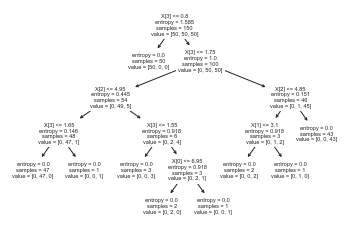 X[3] <= 0.8
entropy = 1.585
samples = 150
value = [50, 50, 50]
entropy = 0.0
samples = 50
value = [50, 0, 0]
X[3] <= 1.75
entropy = 1.0
samples = 100
value = [0, 50, 50]
X[2] <= 4.95
entropy = 0.445
samples = 54
value = [0, 49, 5]
X[2] <= 4.85
entropy = 0.151
samples = 46
value = [0, 1, 45]
X[3] <= 1.65
entropy = 0.146
samples = 48
value = [0, 47, 1]
X[3] <= 1.55
entropy = 0.918
samples = 6
value = [0, 2, 4]
X[1] <= 3.1
entropy = 0.918
samples = 3
value = [0, 1, 2]
entropy = 0.0
samples = 43
value = [0, 0, 43]
entropy = 0.0
samples = 47
value = [0, 47, 0]
entropy = 0.0
samples = 1
value = [0, 0, 1]
entropy = 0.0
samples = 3
value = [0, 0, 3]
X[0] <= 6.95
entropy = 0.918
samples = 3
value = [0, 2, 1]
entropy = 0.0
samples = 2
value = [0, 0, 2]
entropy = 0.0
samples = 1
value = [0, 1, 0]
entropy = 0.0
samples = 2
value = [0, 2, 0]
entropy = 0.0
samples = 1
value = [0, 0, 1]